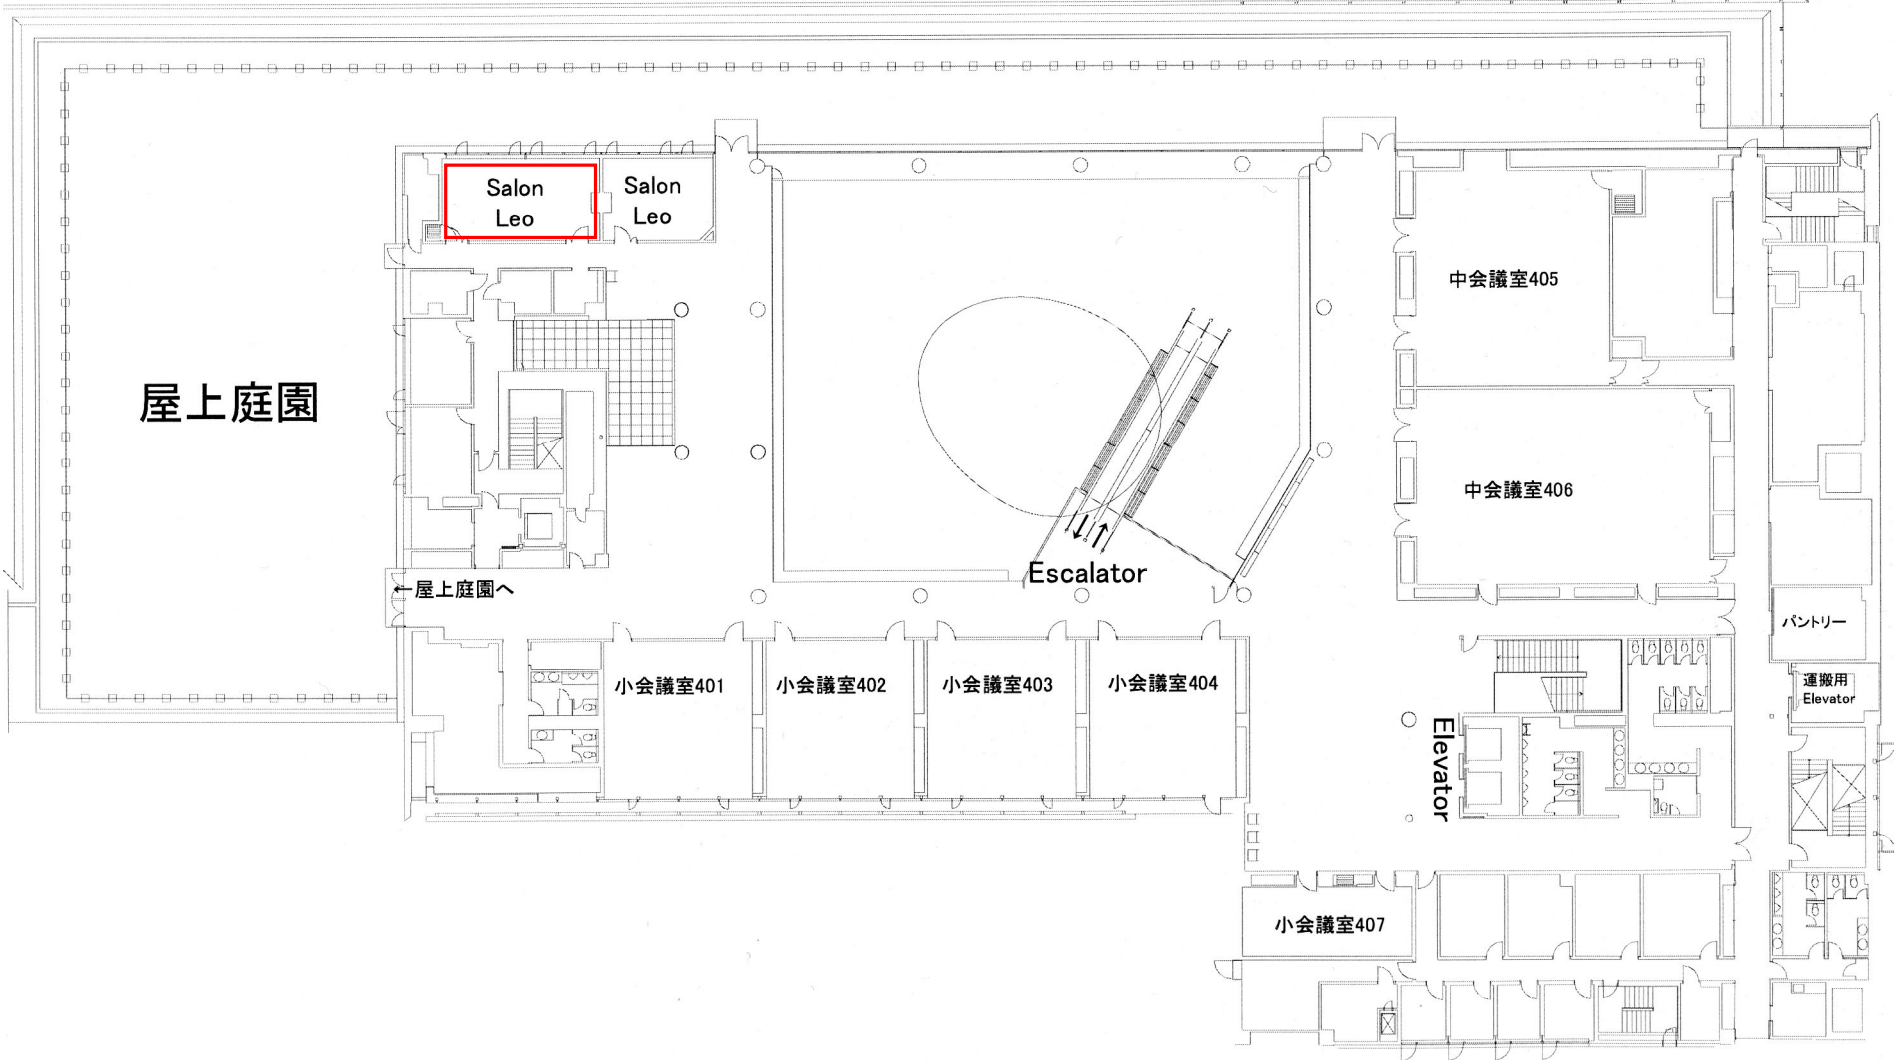 Salon
Leo
Salon
Leo
中会議室405
屋上庭園
中会議室406
Escalator
←屋上庭園へ
パントリー
小会議室401
小会議室402
小会議室403
小会議室404
運搬用
Elevator
Elevator
小会議室407